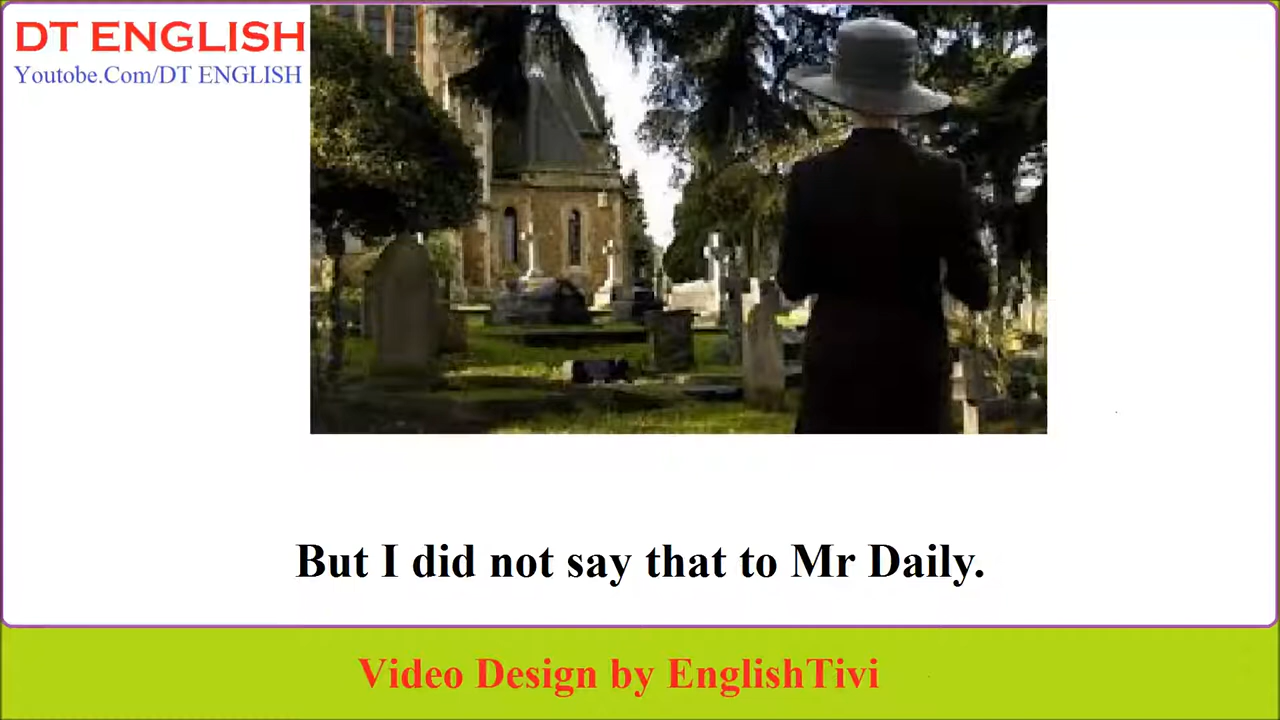 DT ENGLISH
Youtobe.Com/DT ENGLISH
But I did not say that to Mr Daily.
Video Design by EnglishTivi